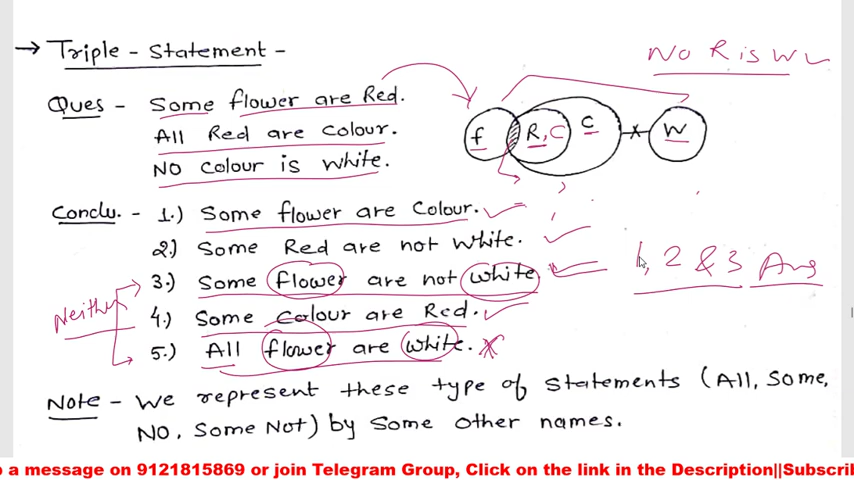 → Triple - Statement -
No R is W
Ques - Some flower are Red.
All Red are Colour.
NO Colour is white.
f R, C C W
Conclu. - 1.) Some flower are Colour.
2.) Some Red are not white.
3.) Some flower are not white.
1, 2 & 3 Ans
Neither
4.) Some Colour are Red.
5.) All flower are white.
Note - We represent these type of statements (All, Some,
NO, Some Not) by Some other names.
p a message on 9121815869 or join Telegram Group, Click on the link in the Description||Subscri